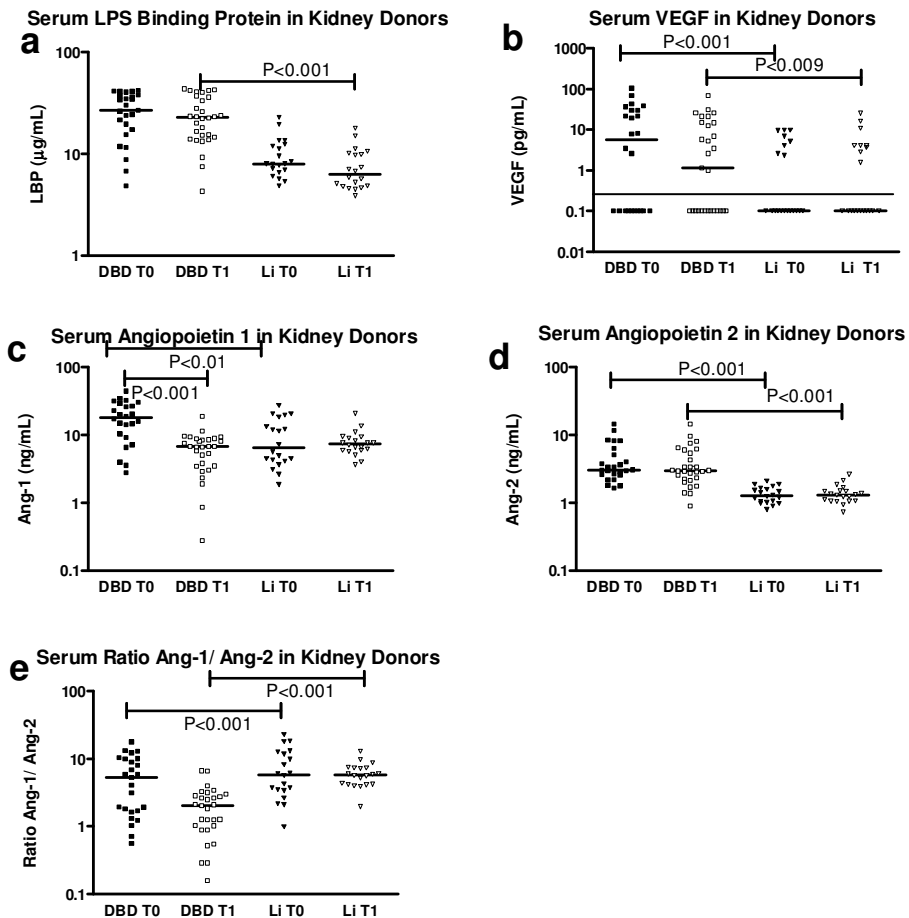 Serum LPS Binding Protein in Kidney Donors
a
100
10
1
LBP (μg/mL)
P<0.001
DBD T0 DBD T1 Li T0 Li T1
Serum VEGF in Kidney Donors
b
1000
100
10
1
0.1
0.01
VEGF (pg/mL)
P<0.001
P<0.009
DBD T0 DBD T1 Li T0 Li T1
Serum Angiopoietin 1 in Kidney Donors
c
100
10
1
0.1
Ang-1 (ng/mL)
P<0.01
P<0.001
DBD T0 DBD T1 Li T0 Li T1
Serum Angiopoietin 2 in Kidney Donors
d
100
10
1
0.1
Ang-2 (ng/mL)
P<0.001
P<0.001
DBD T0 DBD T1 Li T0 Li T1
Serum Ratio Ang-1/ Ang-2 in Kidney Donors
e
100
10
1
0.1
Ratio Ang-1/ Ang-2
P<0.001
P<0.001
DBD T0 DBD T1 Li T0 Li T1